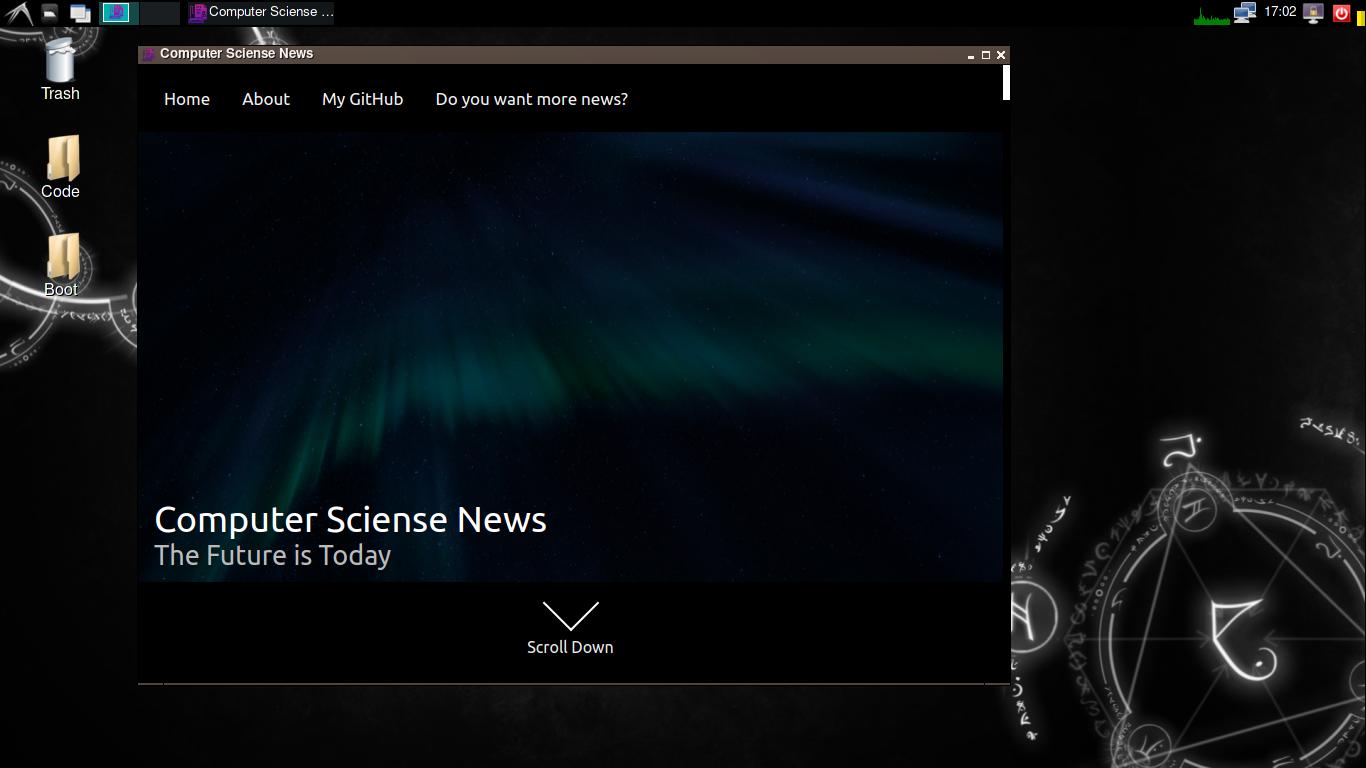 Computer Sciense ...
17:02
Trash
Code
Boot
Computer Sciense News
Home About My GitHub Do you want more news?
Computer Sciense News
The Future is Today
Scroll Down